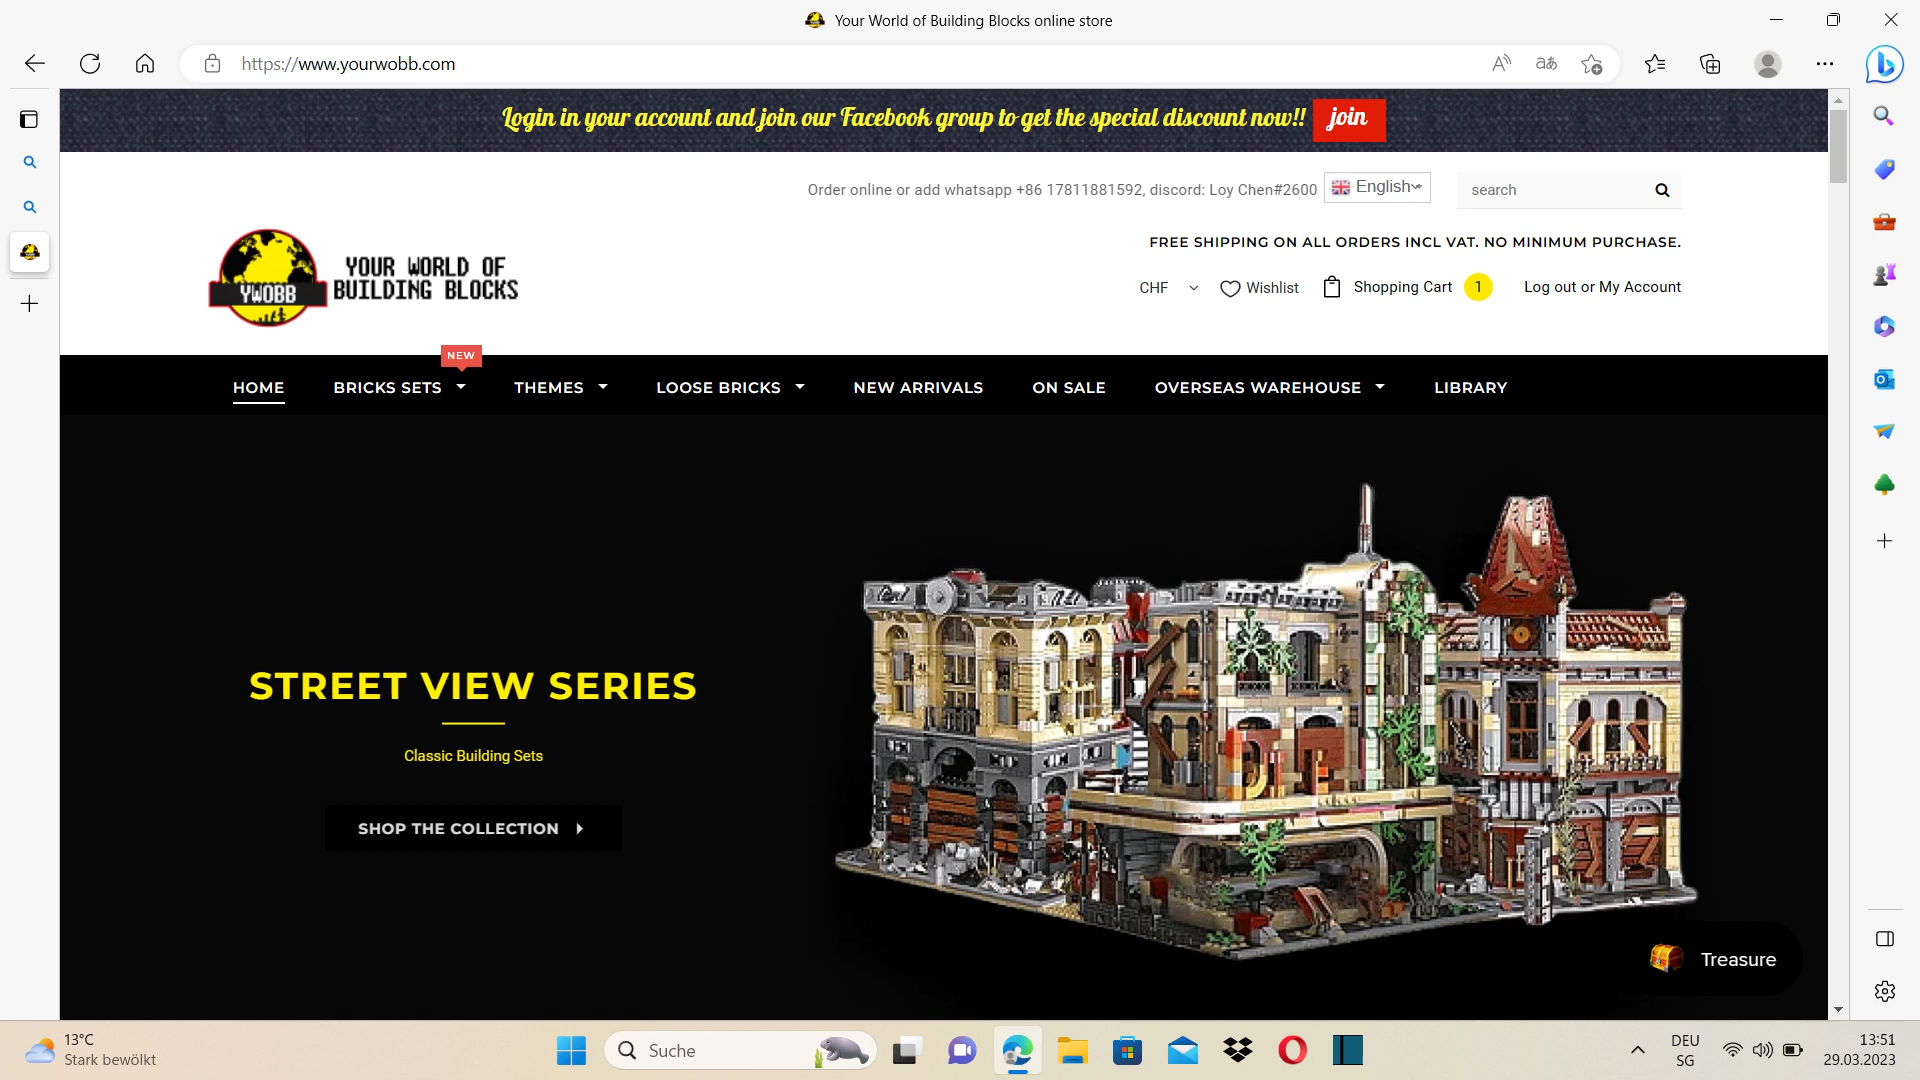 Your World of Building Blocks online store
https://www.yourwobb.com
Login in your account and join our Facebook group to get the special discount now!! join
Order online or add whatsapp +86 17811881592, discord: Loy Chen#2600 English search
FREE SHIPPING ON ALL ORDERS INCL VAT. NO MINIMUM PURCHASE.
YWOBB
YOUR WORLD OF
BUILDING BLOCKS
CHF Wishlist Shopping Cart 1 Log out or My Account
NEW
HOME BRICKS SETS THEMES LOOSE BRICKS NEW ARRIVALS ON SALE OVERSEAS WAREHOUSE LIBRARY
STREET VIEW SERIES
Classic Building Sets
SHOP THE COLLECTION
Treasure
13°C
Stark bewölkt
Suche
DEU
SG
13:51
29.03.2023